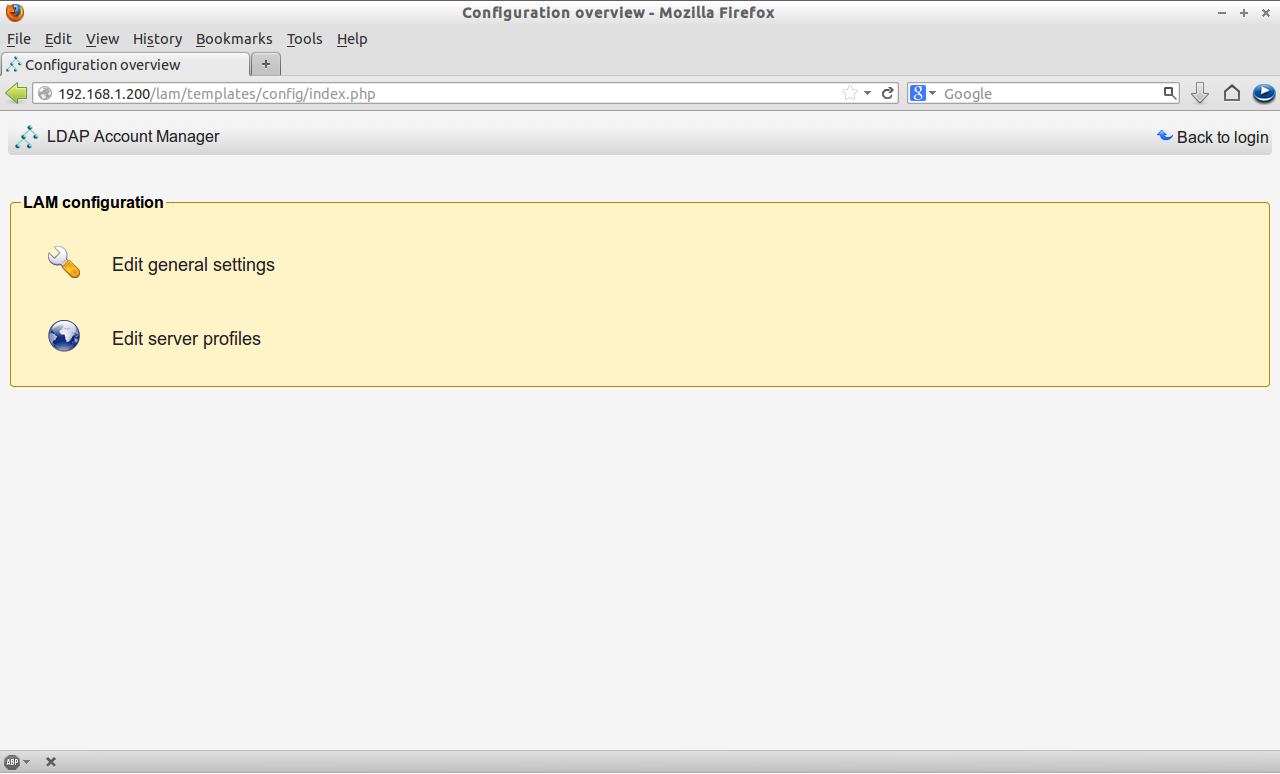 Configuration overview - Mozilla Firefox
File Edit View History Bookmarks Tools Help
Configuration overview
192.168.1.200/lam/templates/config/index.php
8 Google
LDAP Account Manager
Back to login
LAM configuration
Edit general settings
Edit server profiles
ABP